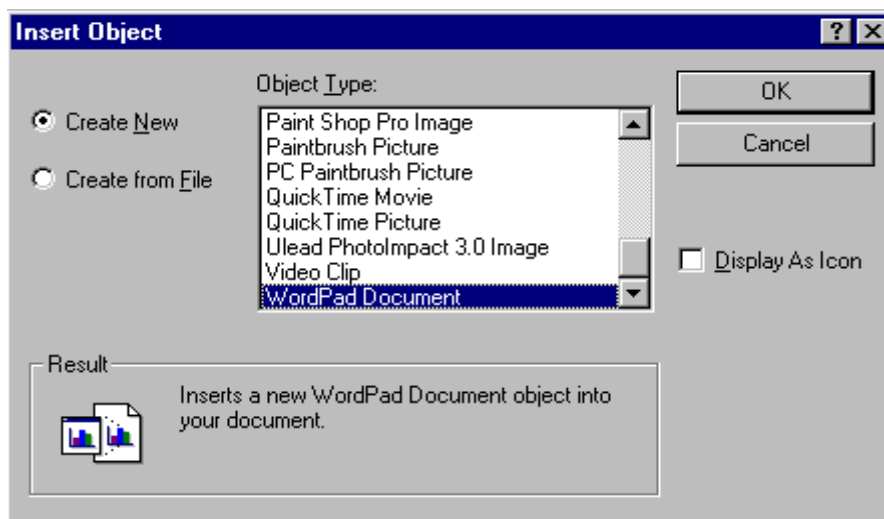 Insert Object
Object Type:
Create New
Create from File
Paint Shop Pro Image
Paintbrush Picture
PC Paintbrush Picture
QuickTime Movie
QuickTime Picture
Ulead PhotoImpact 3.0 Image
Video Clip
WordPad Document
OK
Cancel
Display As Icon
Result
Inserts a new WordPad Document object into
your document.